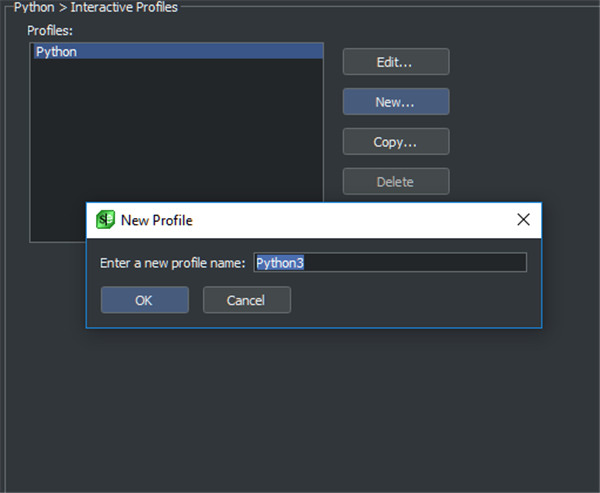 Python > Interactive Profiles
Profiles:
Python
Edit...
New...
Copy...
Delete
New Profile
Enter a new profile name: Python3
OK Cancel